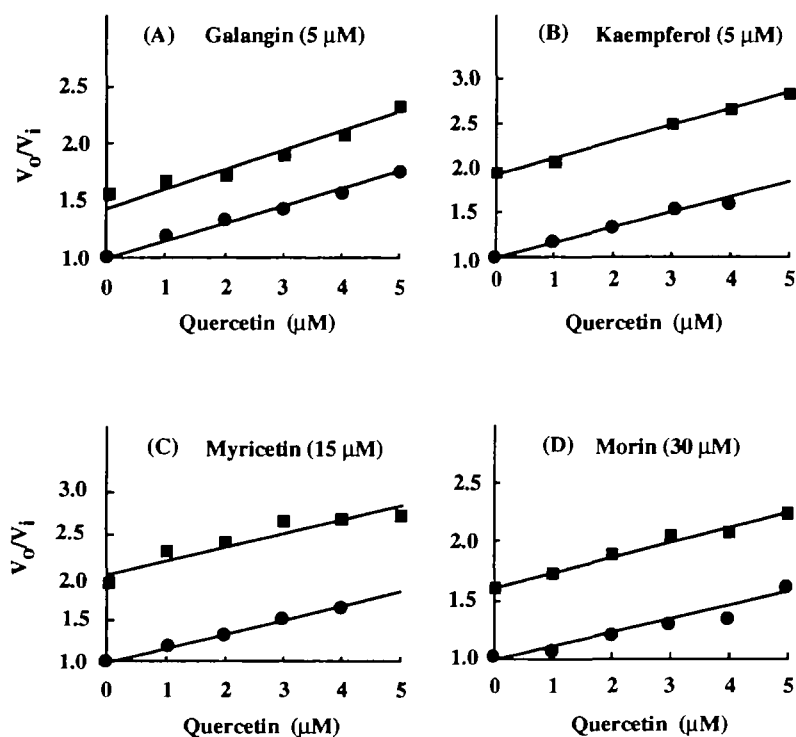 (A) Galangin (5 μM)
2.5
2.0
1.5
1.0
Vo/Vi
0 1 2 3 4 5
Quercetin (μM)
(B) Kaempferol (5 μM)
3.0
2.5
2.0
1.5
1.0
0 1 2 3 4 5
Quercetin (μM)
(C) Myricetin (15 μM)
3.0
2.5
2.0
1.5
1.0
Vo/Vi
0 1 2 3 4 5
Quercetin (μM)
(D) Morin (30 μM)
2.5
2.0
1.5
1.0
0 1 2 3 4 5
Quercetin (μM)